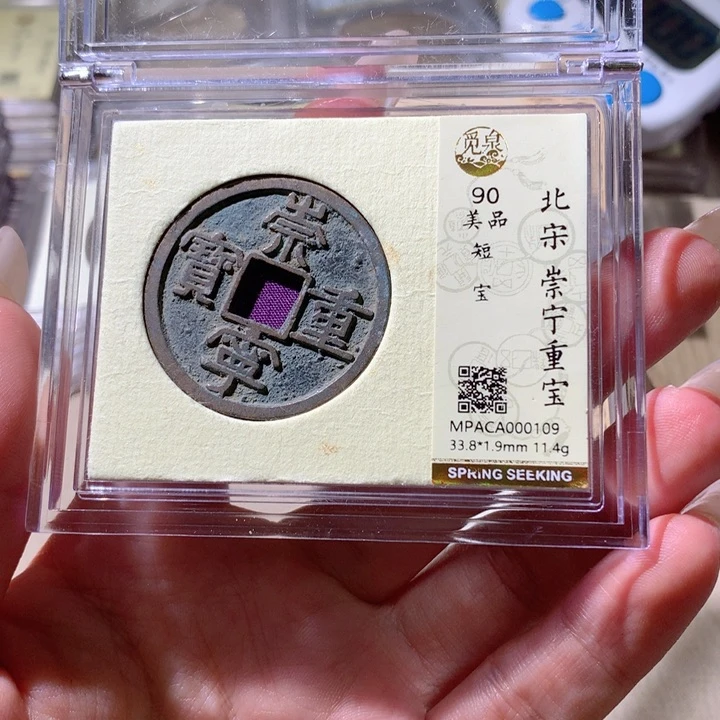 崇
重
寧
寶
觅泉
90
美品
短
宝
北宋崇宁重宝
MPACA000109
33.8*1.9mm 11.4g
SPRING SEEKING